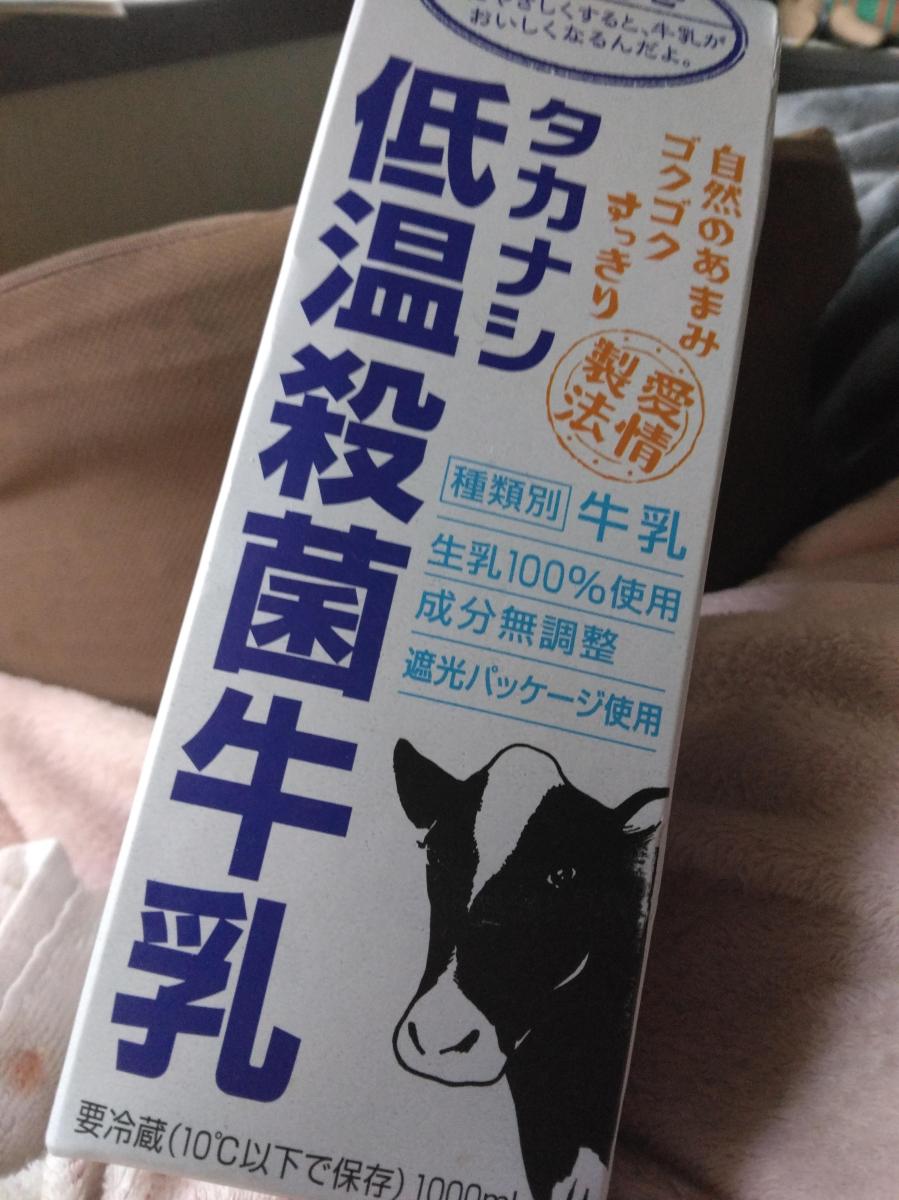 やさしくすると、牛乳が
おいしくなるんだよ。
自然のあまみ
ゴクゴク
すっきり
タカナシ
低温殺菌牛乳
愛情
製法
種類別 牛乳
生乳100%使用
成分無調整
遮光パッケージ使用
要冷蔵(10℃以下で保存) 1000ml